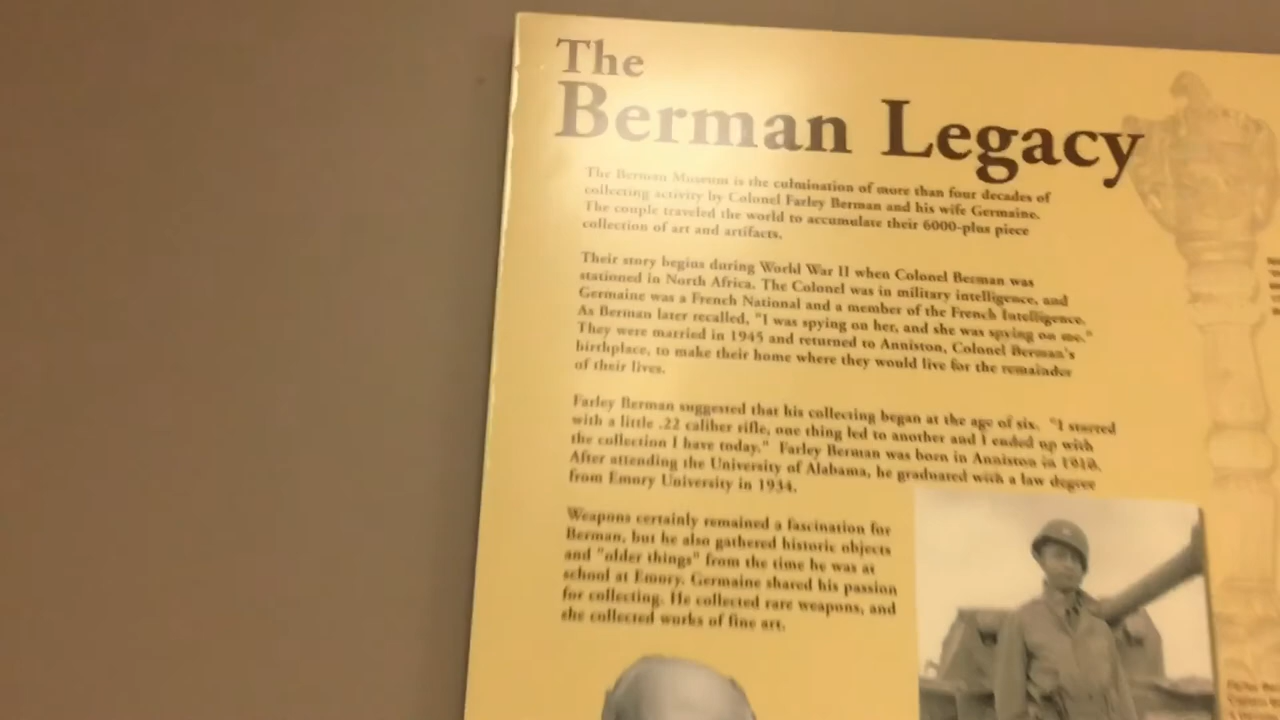 The
Berman Legacy
The Berman Museum is the culmination of more than four decades of
collecting activity by Colonel Farley Berman and his wife Germaine.
The couple traveled the world to accumulate their 6000-plus piece
collection of art and artifacts.
Their story begins during World War II when Colonel Berman was
stationed in North Africa. The Colonel was in military intelligence, and
Germaine was a French National and a member of the French Intelligence.
As Berman later recalled, "I was spying on her, and she was spying on me."
They were married in 1945 and returned to Anniston, Colonel Berman's
birthplace, to make their home where they would live for the remainder
of their lives.
Farley Berman suggested that his collecting began at the age of six. "I started
with a little .22 caliber rifle, one thing led to another and I ended up with
the collection I have today." Farley Berman was born in Anniston in 1910.
After attending the University of Alabama, he graduated with a law degree
from Emory University in 1934.
Weapons certainly remained a fascination for
Berman, but he also gathered historic objects
and "older things" from the time he was at
school at Emory. Germaine shared his passion
for collecting. He collected rare weapons, and
she collected works of fine art.